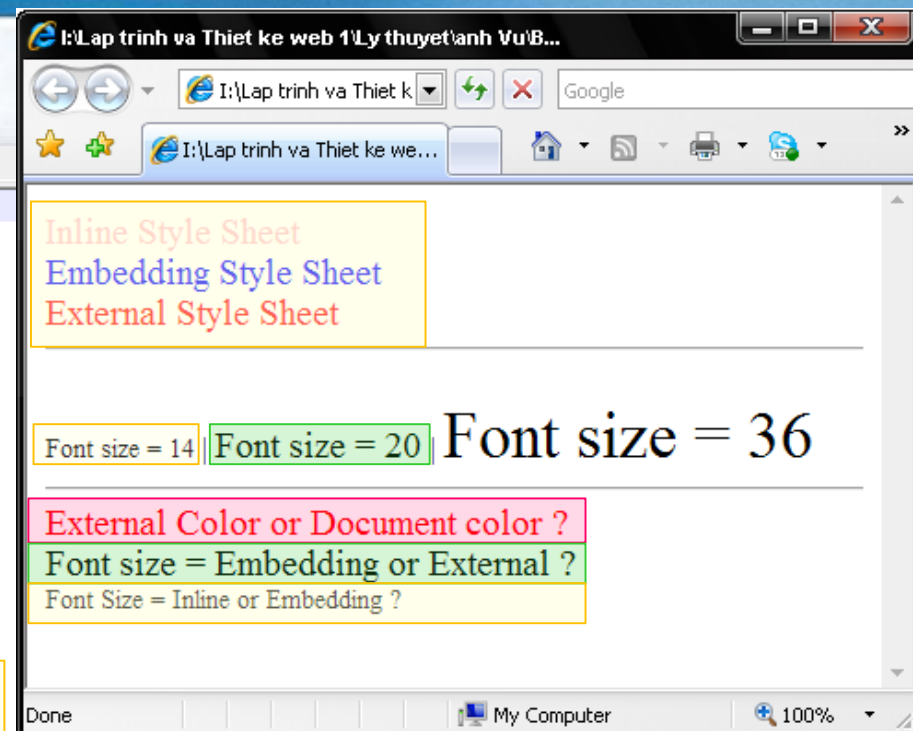 I:\Lap trinh va Thiet ke web 1\Ly thuyet\anh Vu\B...
I:\Lap trinh va Thiet k
Google
I:\Lap trinh va Thiet ke we...
»
Inline Style Sheet
Embedding Style Sheet
External Style Sheet
Font size = 14 | Font size = 20 | Font size = 36
External Color or Document color ?
Font size = Embedding or External ?
Font Size = Inline or Embedding ?
Done
My Computer
100%